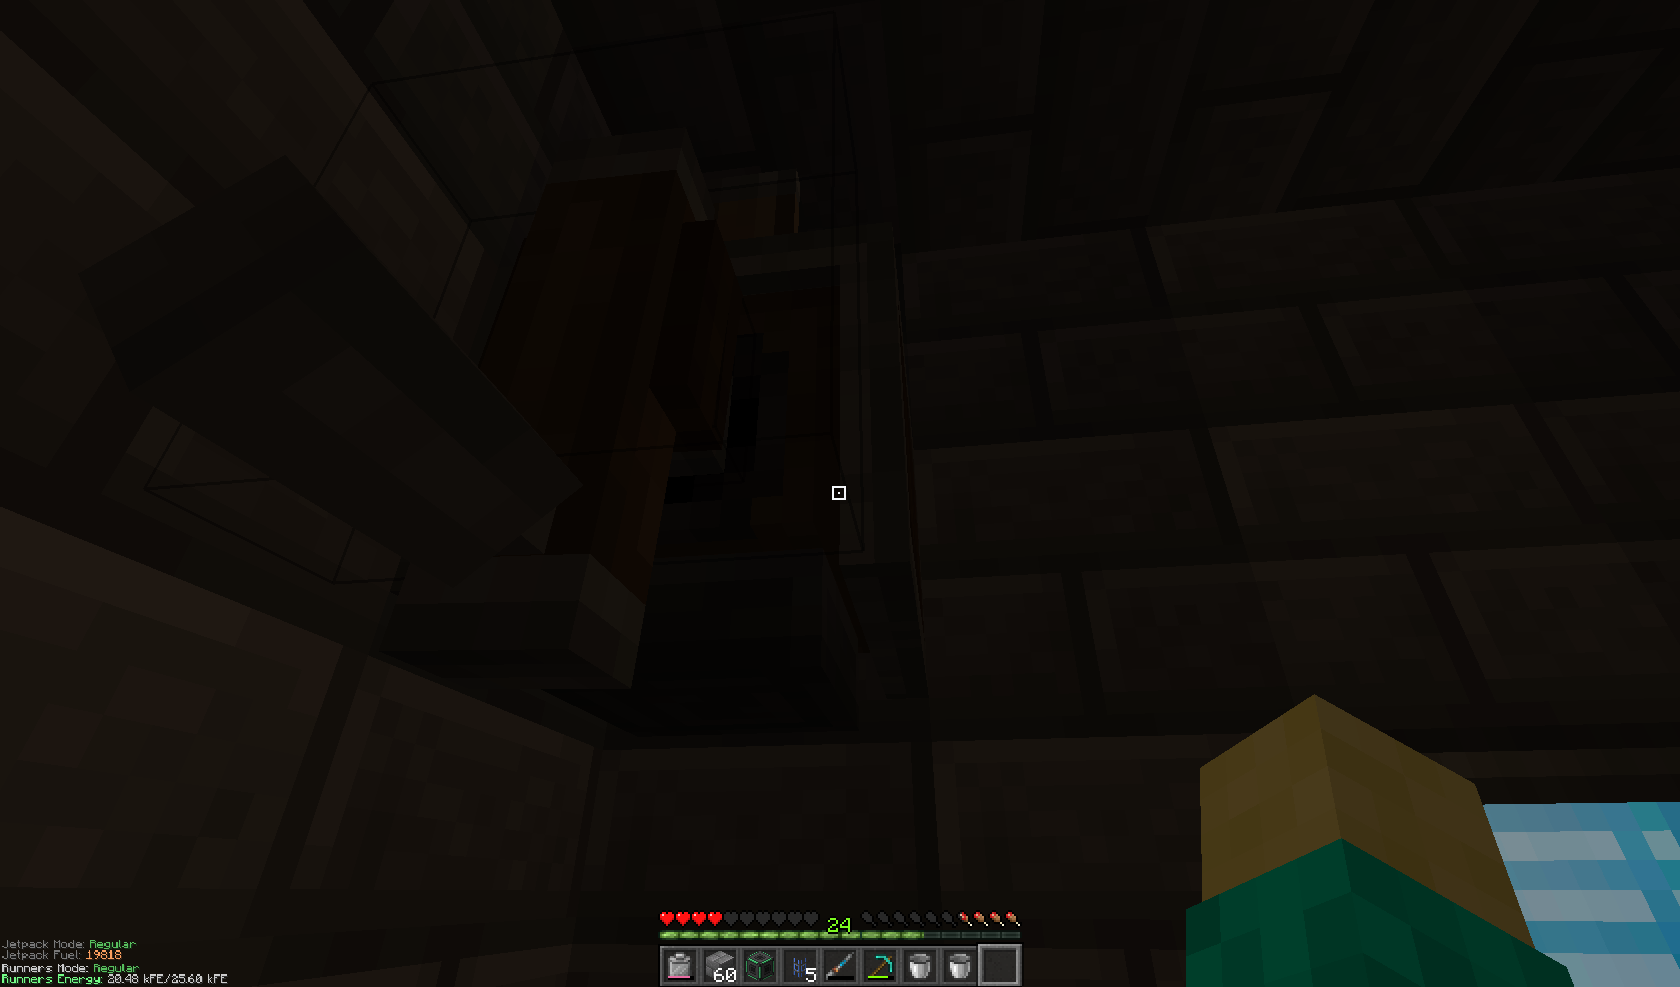 24
60
5
Jetpack Mode: Regular
Jetpack Fuel: 19818
Runners Mode: Regular
Runners Energy: 20.48 kFE/25.60 kFE